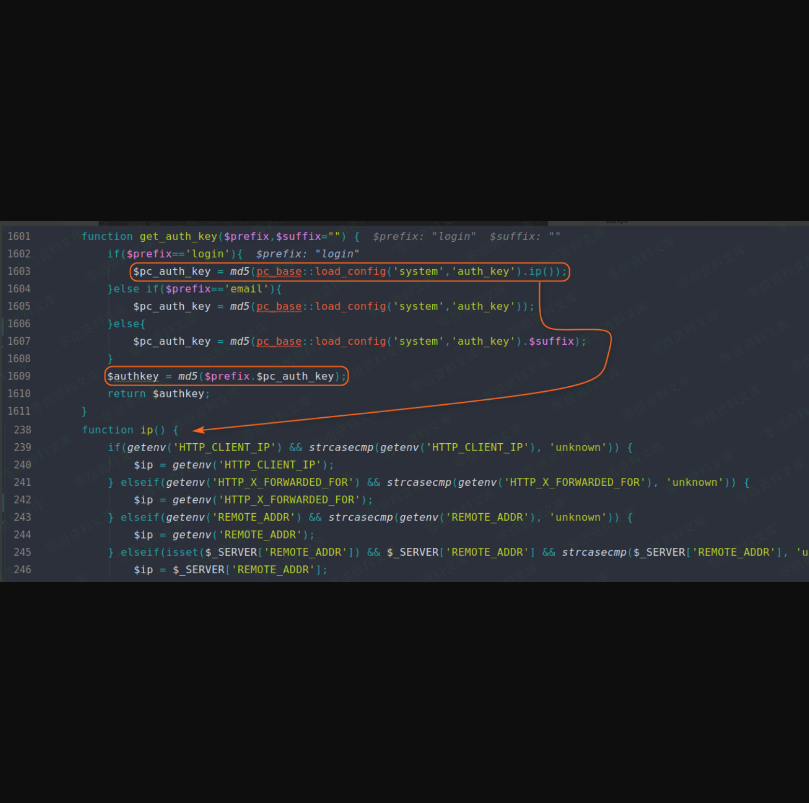 1601 function get_auth_key($prefix,$suffix="") { $prefix: "login" $suffix: ""
1602 if($prefix=='login'){ $prefix: "login"
1603 $pc_auth_key = md5(pc_base::load_config('system','auth_key').ip());
1604 }else if($prefix=='email'){
1605 $pc_auth_key = md5(pc_base::load_config('system','auth_key'));
1606 }else{
1607 $pc_auth_key = md5(pc_base::load_config('system','auth_key').$suffix);
1608 }
1609 $authkey = md5($prefix.$pc_auth_key);
1610 return $authkey;
1611 }
238 function ip() {
239 if(getenv('HTTP_CLIENT_IP') && strcasecmp(getenv('HTTP_CLIENT_IP'), 'unknown')) {
240 $ip = getenv('HTTP_CLIENT_IP');
241 } elseif(getenv('HTTP_X_FORWARDED_FOR') && strcasecmp(getenv('HTTP_X_FORWARDED_FOR'), 'unknown')) {
242 $ip = getenv('HTTP_X_FORWARDED_FOR');
243 } elseif(getenv('REMOTE_ADDR') && strcasecmp(getenv('REMOTE_ADDR'), 'unknown')) {
244 $ip = getenv('REMOTE_ADDR');
245 } elseif(isset($_SERVER['REMOTE_ADDR']) && $_SERVER['REMOTE_ADDR'] && strcasecmp($_SERVER['REMOTE_ADDR'], 'u
246 $ip = $_SERVER['REMOTE_ADDR'];